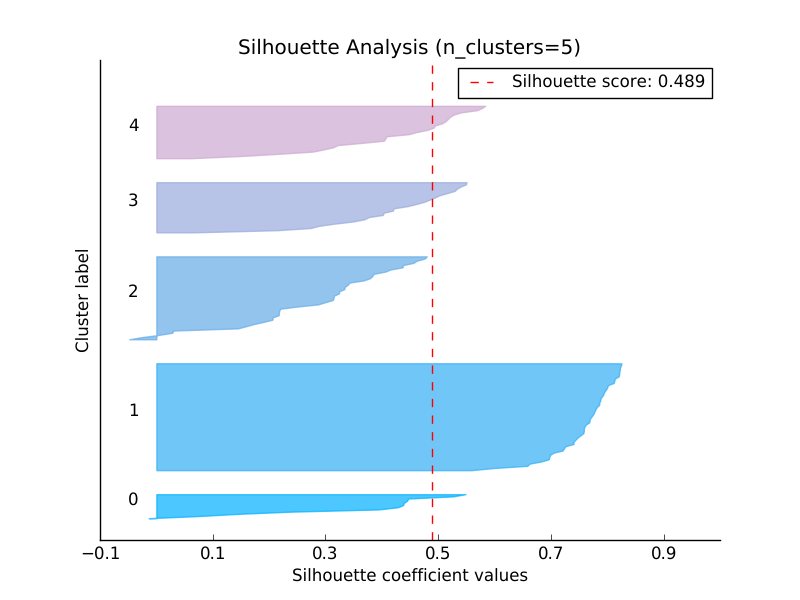 Silhouette Analysis (n_clusters=5)
Silhouette score: 0.489
4
3
2
1
0
Cluster label
−0.1 0.1 0.3 0.5 0.7 0.9
Silhouette coefficient values